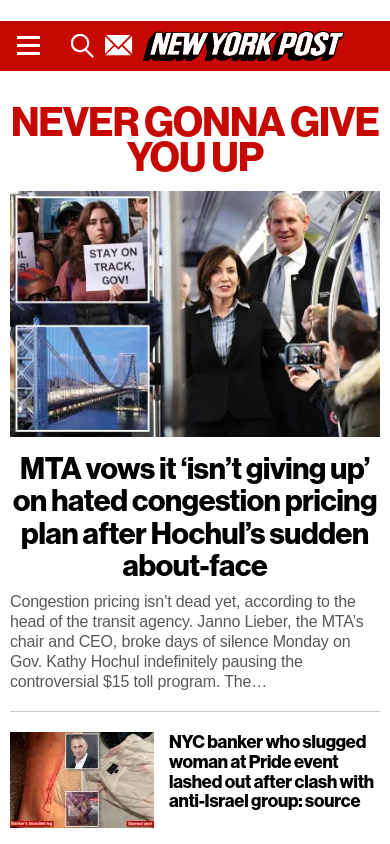 NEW YORK POST
NEVER GONNA GIVE
YOU UP
STAY ON
TRACK,
GOV!
MTA vows it ‘isn’t giving up’
on hated congestion pricing
plan after Hochul’s sudden
about-face
Congestion pricing isn’t dead yet, according to the
head of the transit agency. Janno Lieber, the MTA’s
chair and CEO, broke days of silence Monday on
Gov. Kathy Hochul indefinitely pausing the
controversial $15 toll program. The…
NYC banker who slugged
woman at Pride event
lashed out after clash with
anti-Israel group: source
Banker's bloodied leg
Stained shirt